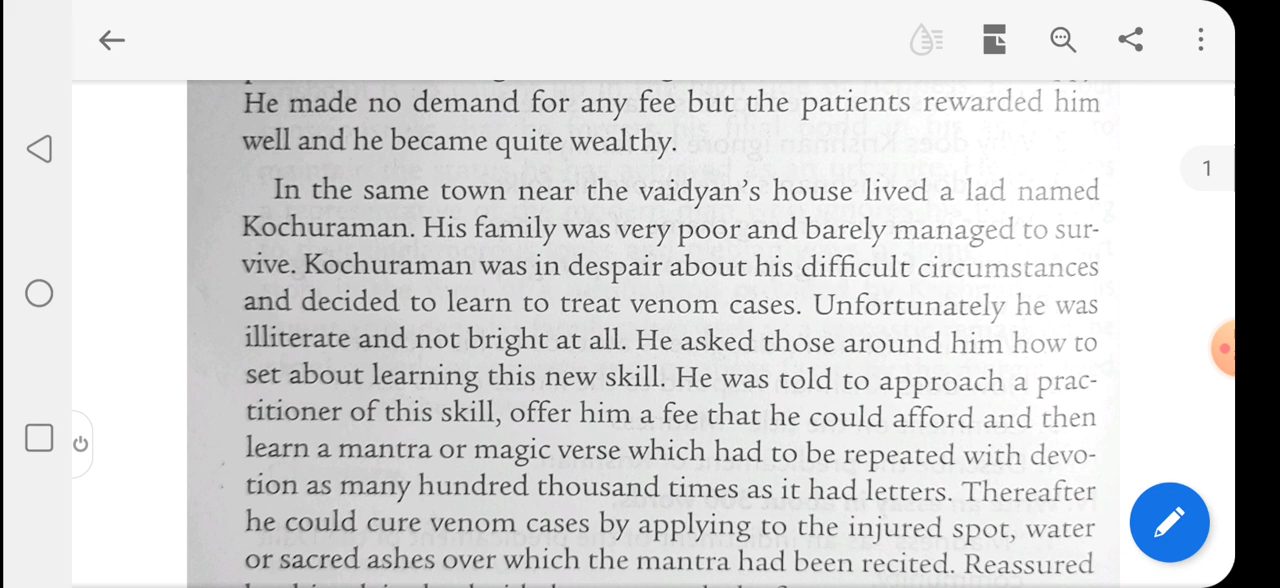 1
He made no demand for any fee but the patients rewarded him
well and he became quite wealthy.
In the same town near the vaidyan's house lived a lad named
Kochuraman. His family was very poor and barely managed to sur-
vive. Kochuraman was in despair about his difficult circumstances
and decided to learn to treat venom cases. Unfortunately he was
illiterate and not bright at all. He asked those around him how to
set about learning this new skill. He was told to approach a prac-
titioner of this skill, offer him a fee that he could afford and then
learn a mantra or magic verse which had to be repeated with devo-
tion as many hundred thousand times as it had letters. Thereafter
he could cure venom cases by applying to the injured spot, water
or sacred ashes over which the mantra had been recited. Reassured